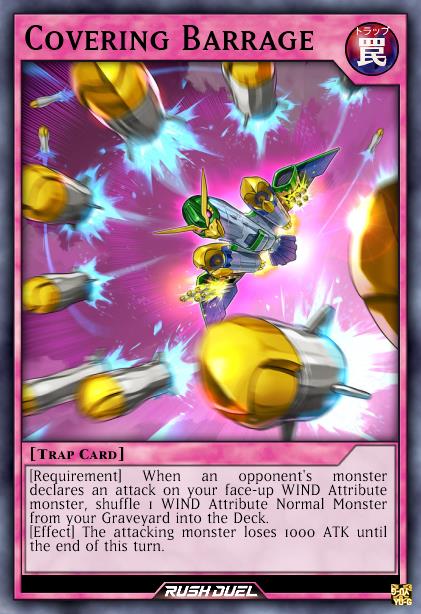 Covering Barrage
トラップ
罠
[Trap Card]
[Requirement] When an opponent's monster
declares an attack on your face-up WIND Attribute
monster, shuffle 1 WIND Attribute Normal Monster
from your Graveyard into the Deck.
[Effect] The attacking monster loses 1000 ATK until
the end of this turn.
RUSH DUEL